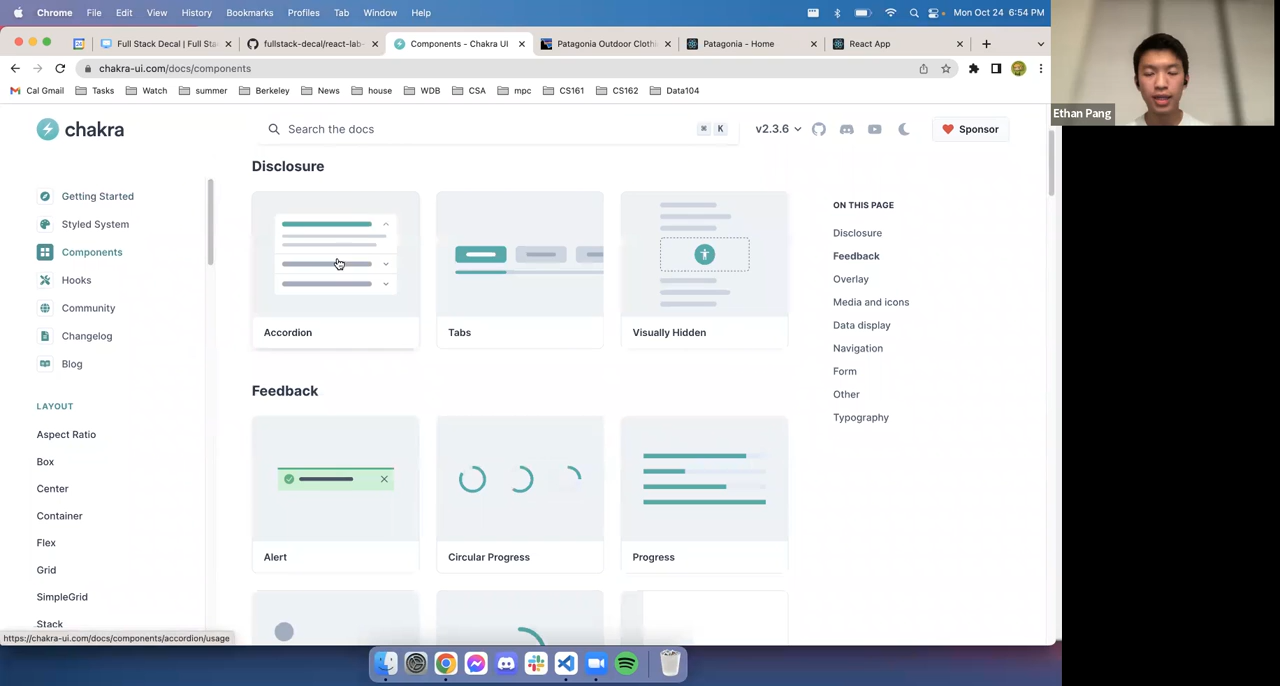 Chrome File Edit View History Bookmarks Profiles Tab Window Help Mon Oct 24 6:54 PM
Full Stack Decal | Full Sta
fullstack-decal/react-lab-
Components - Chakra UI
Patagonia Outdoor Clothi
Patagonia - Home
React App
chakra-ui.com/docs/components
Cal Gmail Tasks Watch summer Berkeley News house WDB CSA mpc CS161 CS162 Data104
Ethan Pang
chakra
Search the docs
⌘ K
v2.3.6
Sponsor
Getting Started
Styled System
Components
Hooks
Community
Changelog
Blog
LAYOUT
Aspect Ratio
Box
Center
Container
Flex
Grid
SimpleGrid
Stack
Disclosure
Accordion
Tabs
Visually Hidden
Feedback
Alert
Circular Progress
Progress
ON THIS PAGE
Disclosure
Feedback
Overlay
Media and icons
Data display
Navigation
Form
Other
Typography
https://chakra-ui.com/docs/components/accordion/usage